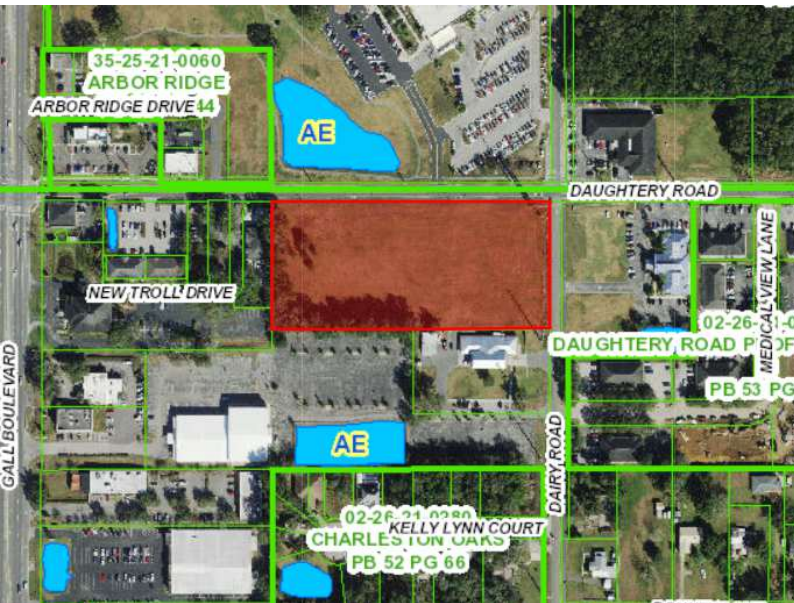 35-25-21-0060
ARBOR RIDGE
ARBOR RIDGE DRIVE 44
AE
DAUGHTERY ROAD
NEW TROLL DRIVE
MEDICAL VIEW LANE
02-26-
DAUGHTERY ROAD
PB 53 PG
GALL BOULEVARD
AE
DAIRY ROAD
02-26-21-0280
KELLY LYNN COURT
CHARLESTON OAKS
PB 52 PG 66